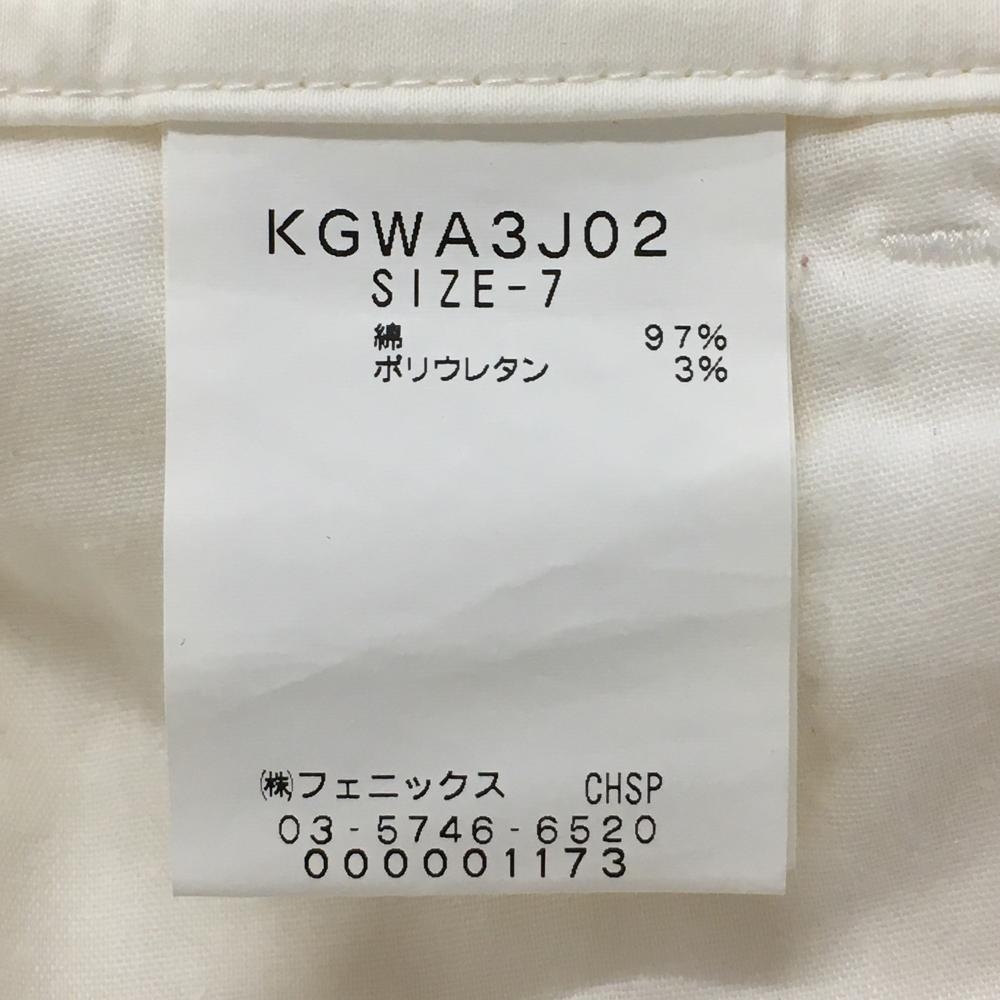 KGWA3J02
SIZE-7
綿 97%
ポリウレタン 3%
㈱フェニックス CHSP
03-5746-6520
000001173